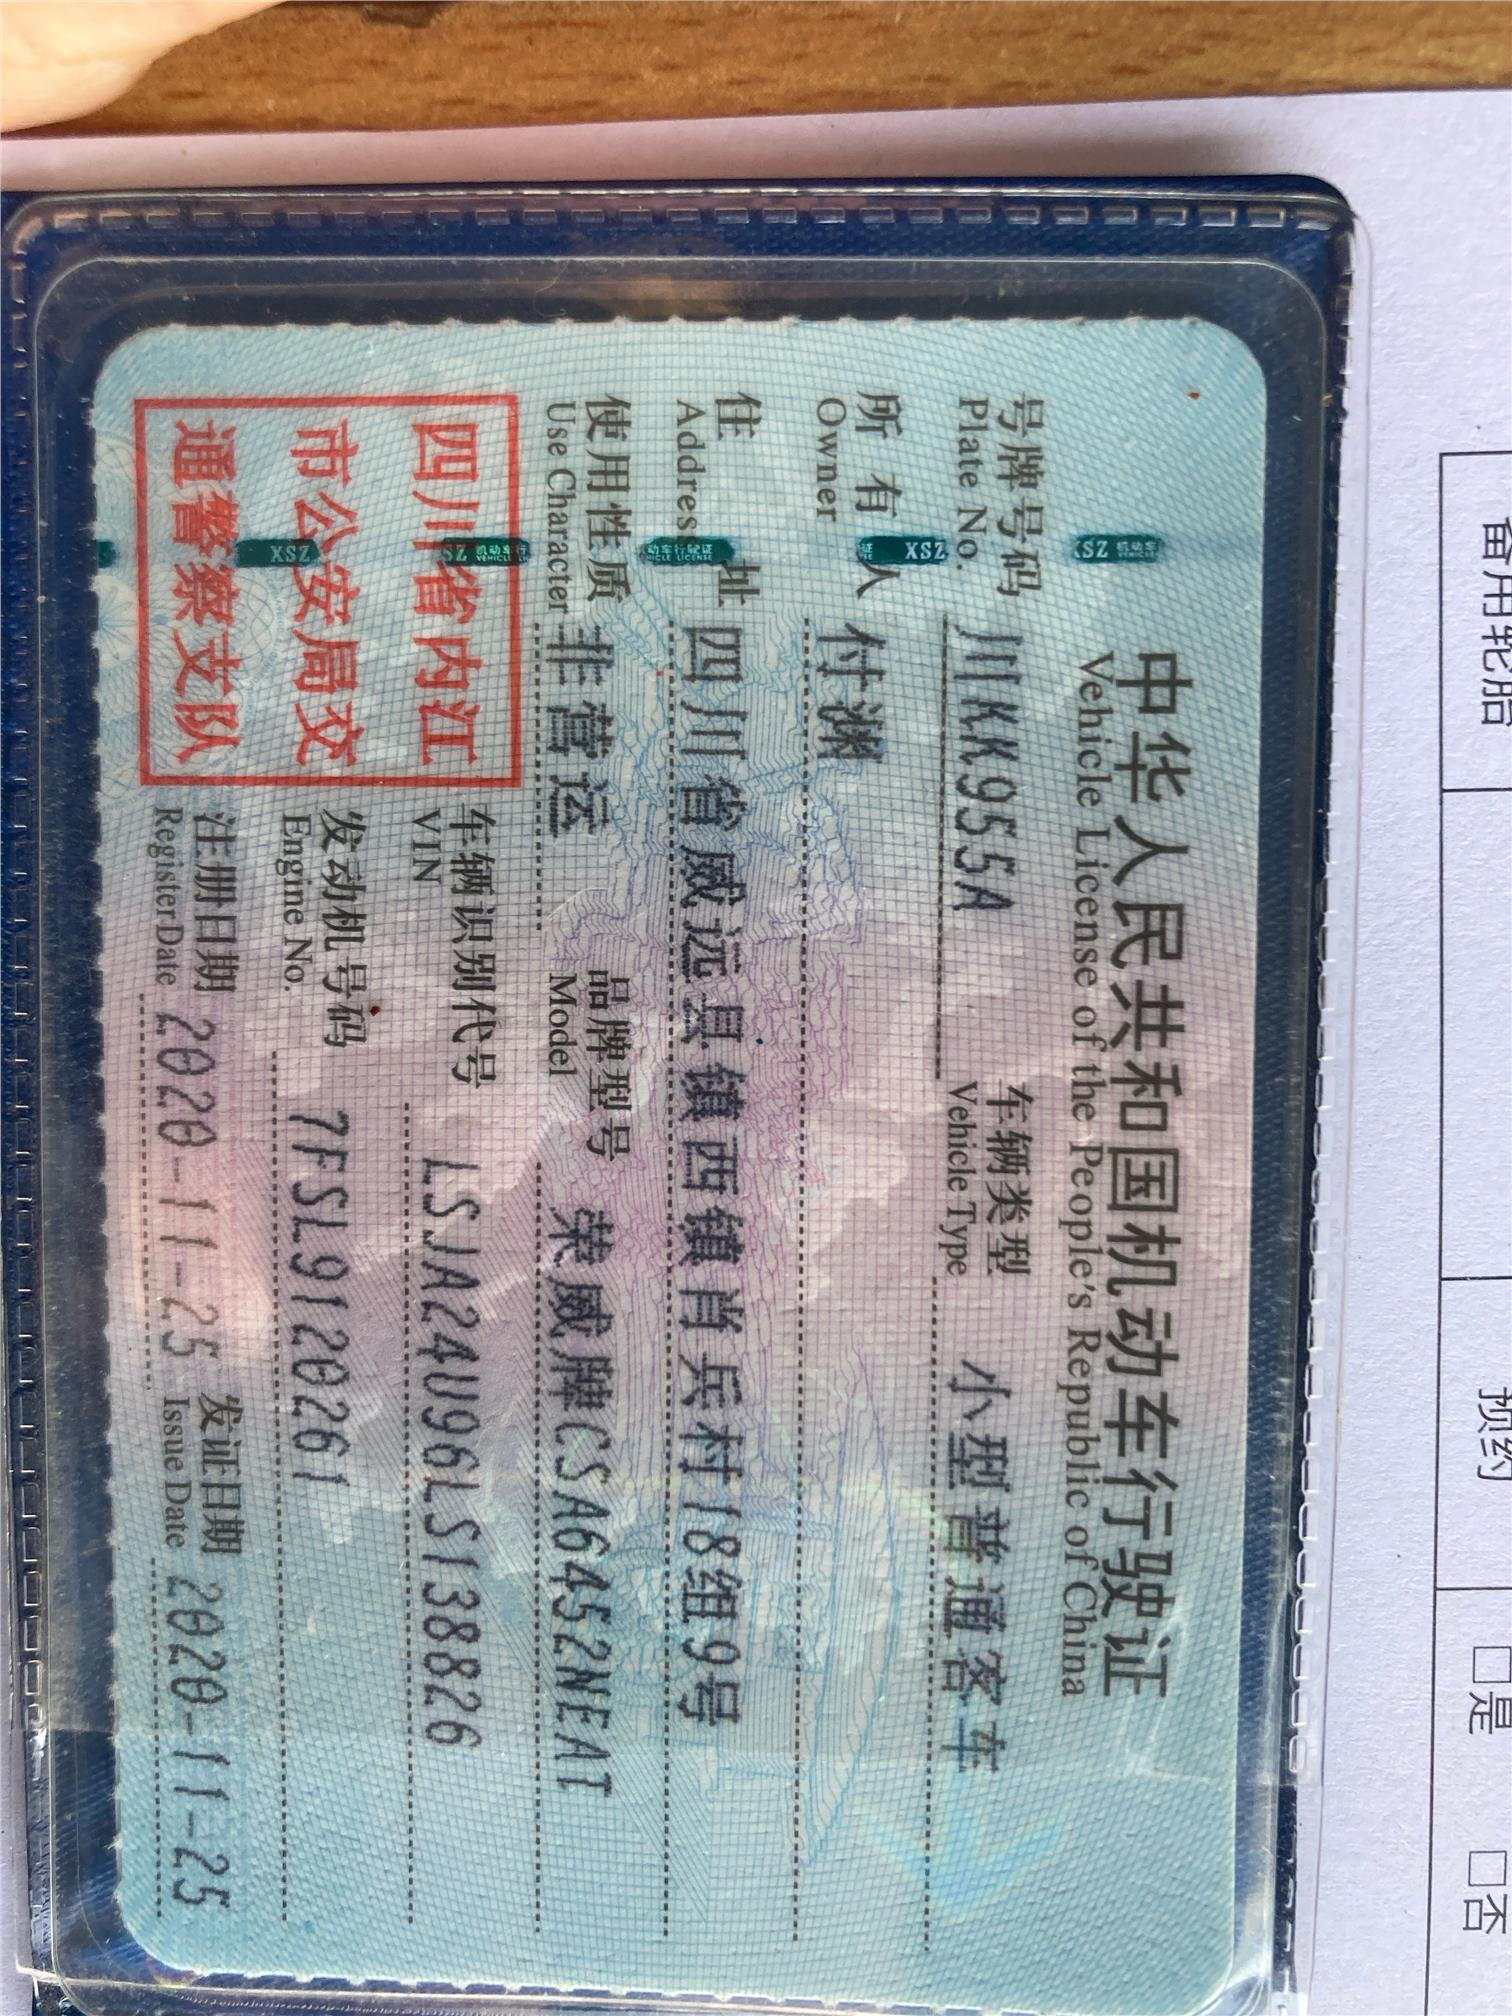 中华人民共和国机动车行驶证
Vehicle License of the People's Republic of China
号牌号码 川KK955A 车辆类型 小型普通客车
Plate No. Vehicle Type
所有人 付渊
Owner
住址 四川省威远县镇西镇肖兵村18组9号
Address
使用性质 非营运 品牌型号 荣威牌CSA6452NEAT
Use Character Model
四川省内江
市公安局交
通警察支队
车辆识别代号 LSJA24U96LS138826
VIN
发动机号码 7FSL9120261
Engine No.
注册日期 2020-11-25 发证日期 2020-11-25
Register Date Issue Date
XSZ 机动车行驶证
VEHICLE LICENSE
备用轮胎
预约
□是 □否